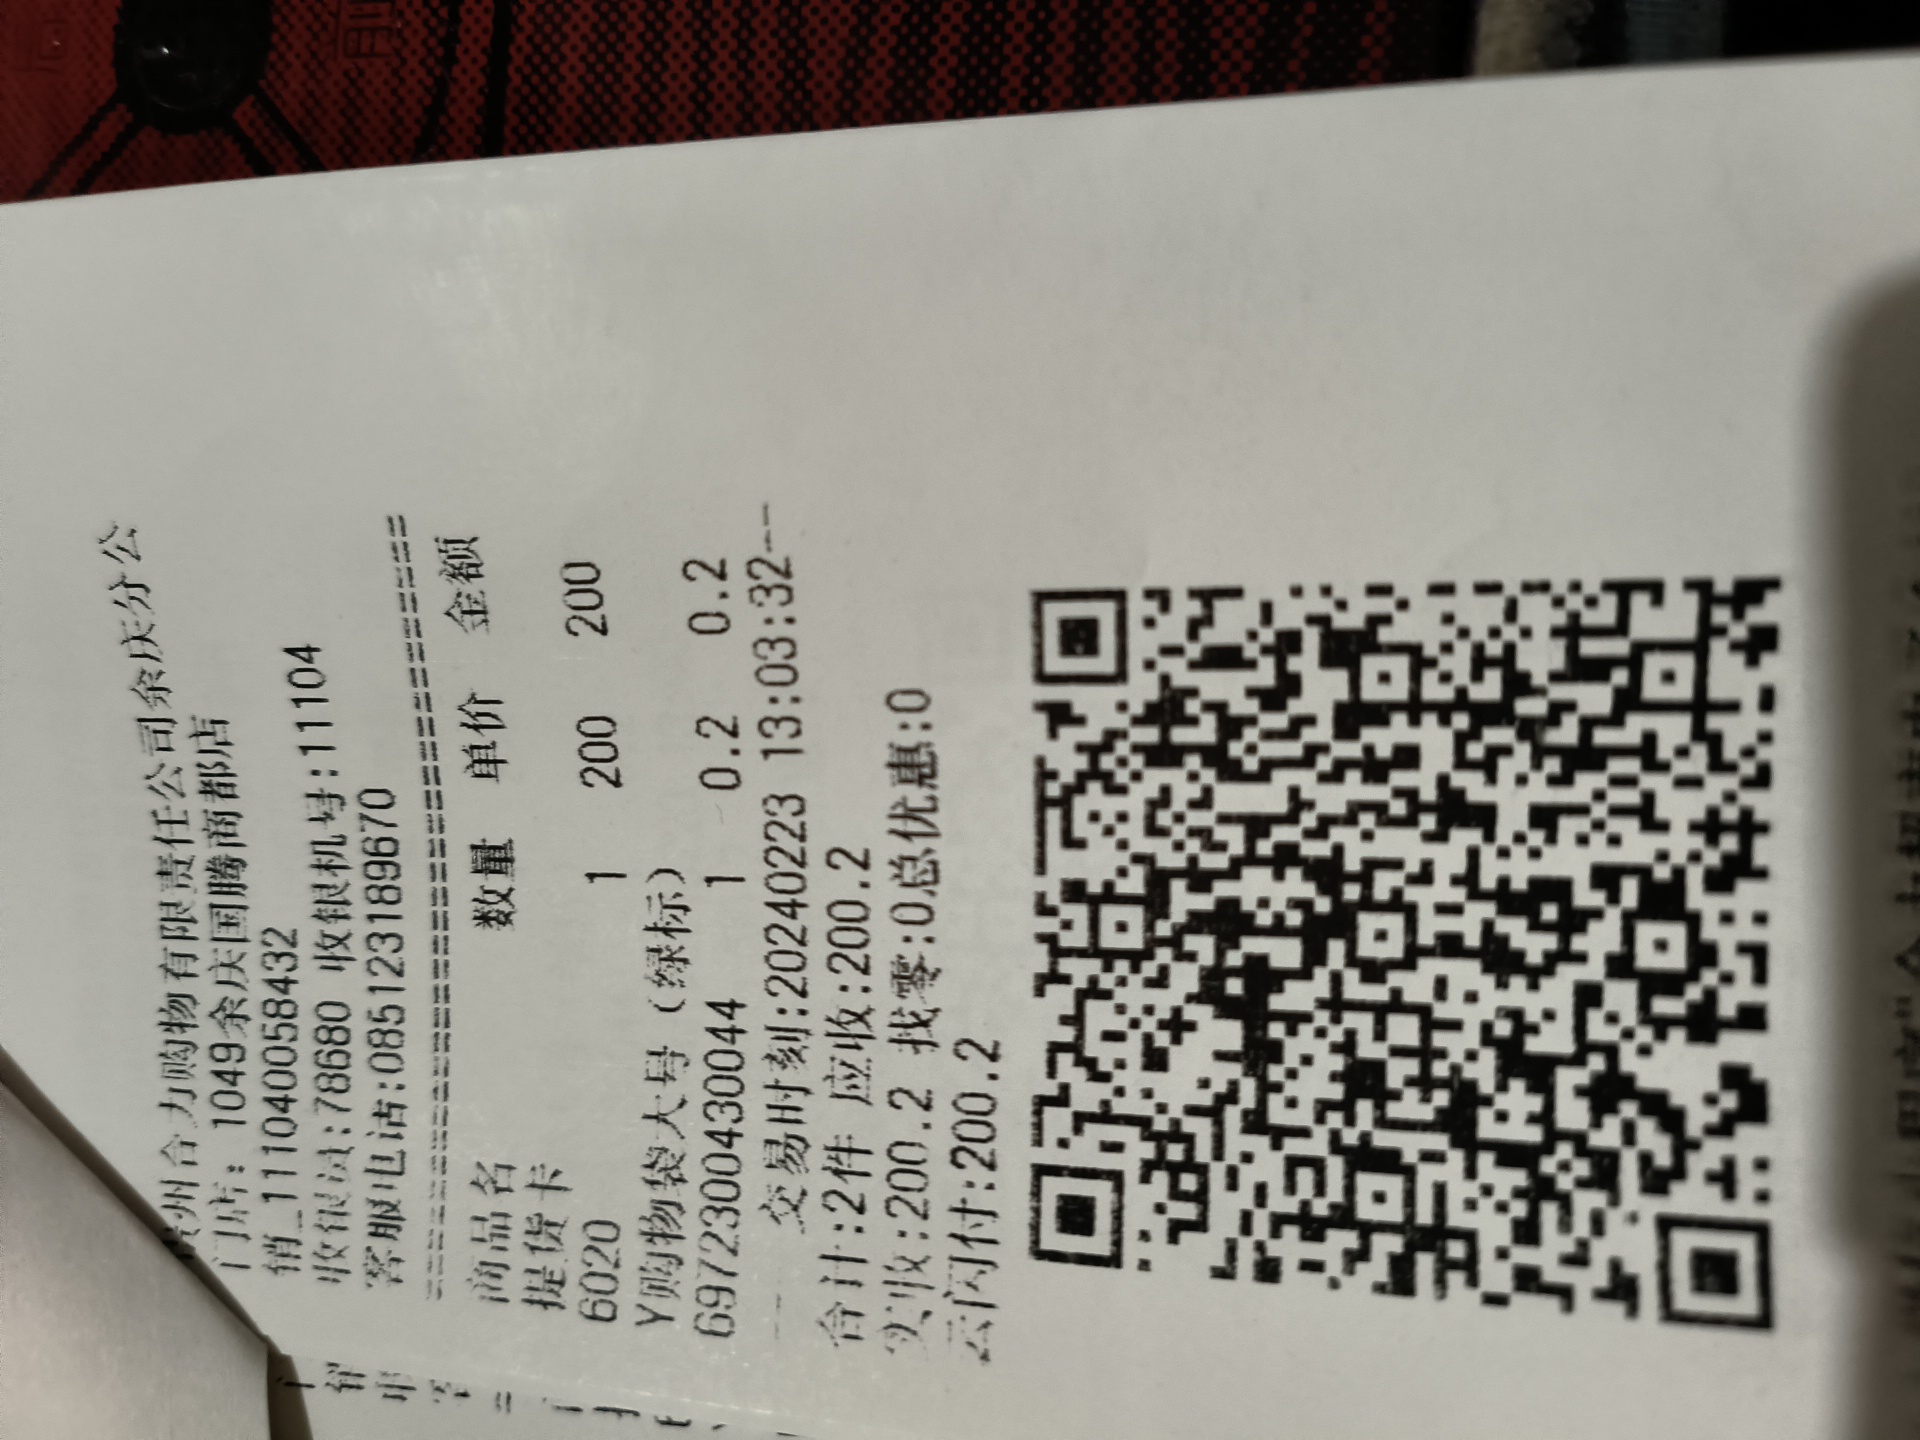 贵州合力购物有限责任公司余庆分公
门店: 1049余庆国腾商都店
销_1110400584​32
收银员:78680 收银机号:11104
客服电话:085123189670
商品名 数量 单价 金额
提货卡
6020 1 200 200
Y购物袋大号（绿标）
6972300430044 1 0.2 0.2
交易时刻:20240223 13:03:32
合计:2件 应收:200.2
实收:200.2 找零:0总优惠:0
云闪付:200.2